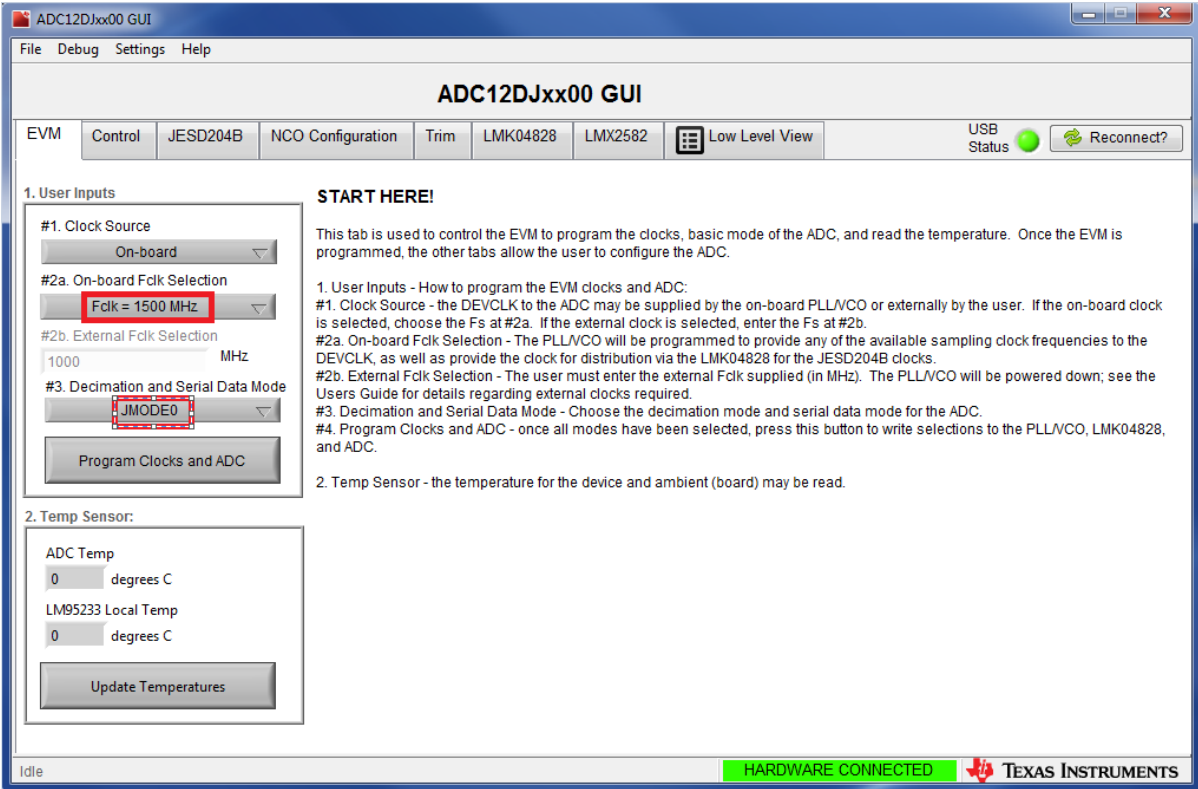 ADC12DJxx00 GUI
File Debug Settings Help
ADC12DJxx00 GUI
EVM Control JESD204B NCO Configuration Trim LMK04828 LMX2582 Low Level View
USB Status
Reconnect?
1. User Inputs
#1. Clock Source
On-board
#2a. On-board Fclk Selection
Fclk = 1500 MHz
#2b. External Fclk Selection
1000 MHz
#3. Decimation and Serial Data Mode
JMODE0
Program Clocks and ADC
2. Temp Sensor:
ADC Temp
0 degrees C
LM95233 Local Temp
0 degrees C
Update Temperatures
START HERE!
This tab is used to control the EVM to program the clocks, basic mode of the ADC, and read the temperature. Once the EVM is
programmed, the other tabs allow the user to configure the ADC.
1. User Inputs - How to program the EVM clocks and ADC:
#1. Clock Source - the DEVCLK to the ADC may be supplied by the on-board PLL/VCO or externally by the user. If the on-board clock
is selected, choose the Fs at #2a. If the external clock is selected, enter the Fs at #2b.
#2a. On-board Fclk Selection - The PLL/VCO will be programmed to provide any of the available sampling clock frequencies to the
DEVCLK, as well as provide the clock for distribution via the LMK04828 for the JESD204B clocks.
#2b. External Fclk Selection - The user must enter the external Fclk supplied (in MHz). The PLL/VCO will be powered down; see the
Users Guide for details regarding external clocks required.
#3. Decimation and Serial Data Mode - Choose the decimation mode and serial data mode for the ADC.
#4. Program Clocks and ADC - once all modes have been selected, press this button to write selections to the PLL/VCO, LMK04828,
and ADC.
2. Temp Sensor - the temperature for the device and ambient (board) may be read.
Idle
HARDWARE CONNECTED
TEXAS INSTRUMENTS